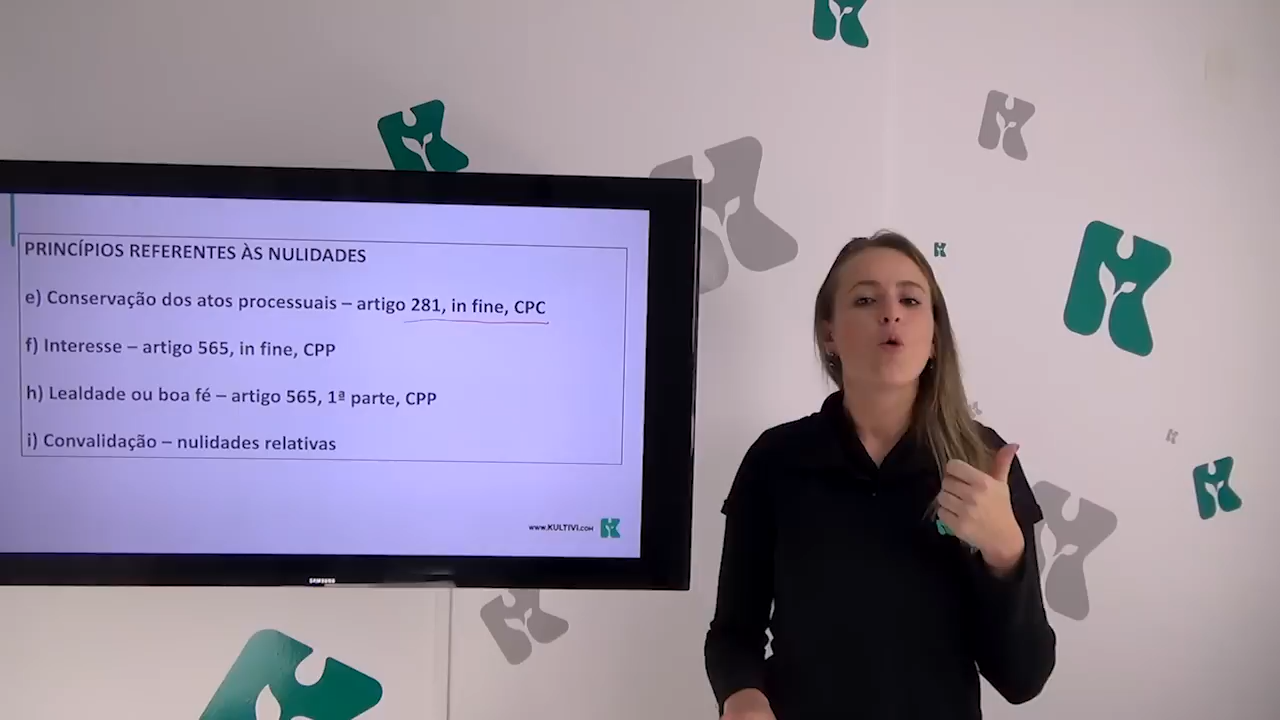 PRINCÍPIOS REFERENTES ÀS NULIDADES
e) Conservação dos atos processuais – artigo 281, in fine, CPC
f) Interesse – artigo 565, in fine, CPP
h) Lealdade ou boa fé – artigo 565, 1ª parte, CPP
i) Convalidação – nulidades relativas
www.KULTIVI.com
SAMSUNG